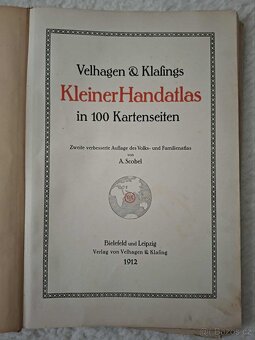 Velhagen & Klasings
Kleiner Handatlas
in 100 Kartenseiten
Zweite verbesserte Auflage des Volks- und Familienatlas
von
A. Scobel
Bielefeld und Leipzig
Verlag von Velhagen & Klasing
1912